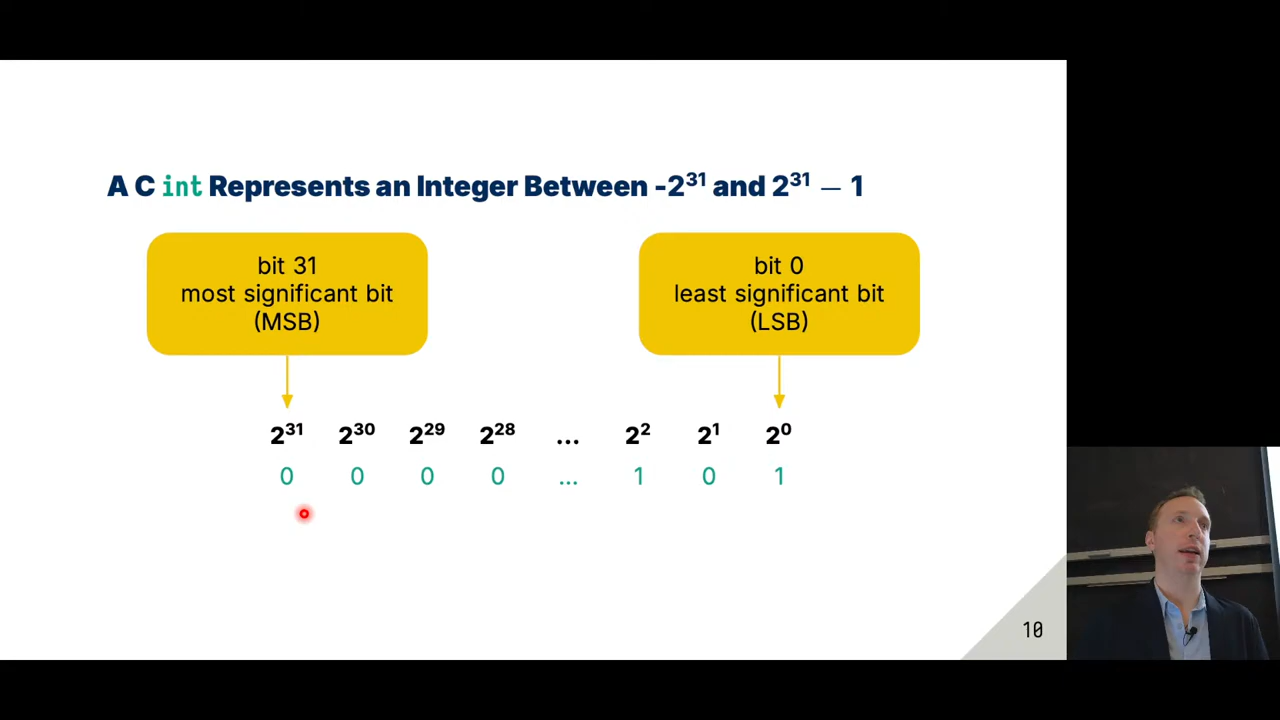 A C int Represents an Integer Between -2³¹ and 2³¹ − 1
bit 31
most significant bit
(MSB)
bit 0
least significant bit
(LSB)
2³¹ 2³⁰ 2²⁹ 2²⁸ ... 2² 2¹ 2⁰
0 0 0 0 ... 1 0 1
10